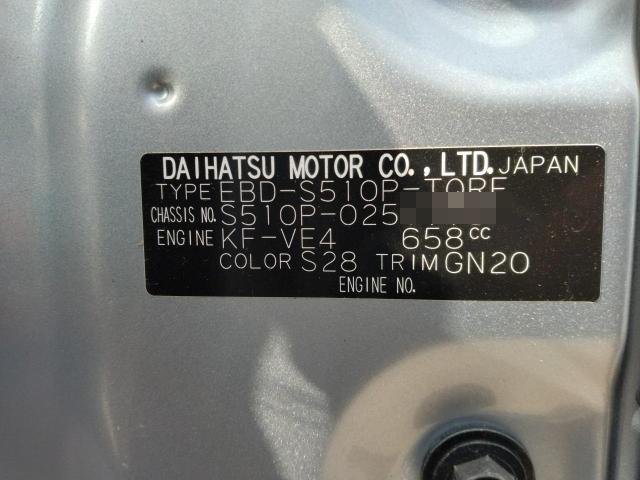 DAIHATSU MOTOR CO., LTD. JAPAN
TYPE EBD-S510P-TQRF
CHASSIS NO. S510P-025
ENGINE KF-VE4 658cc
COLOR S28 TRIM GN20
ENGINE NO.